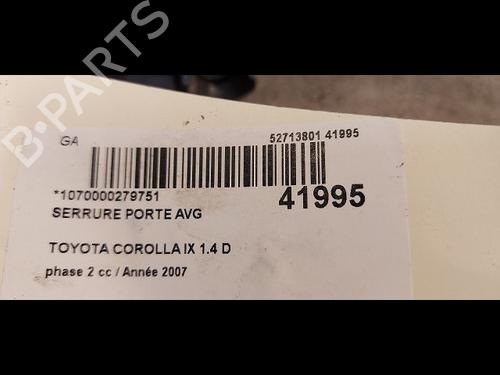 B-PARTS
GA
52713801 41995
*1070000279751
41995
SERRURE PORTE AVG
TOYOTA COROLLA IX 1.4 D
phase 2 cc / Année 2007